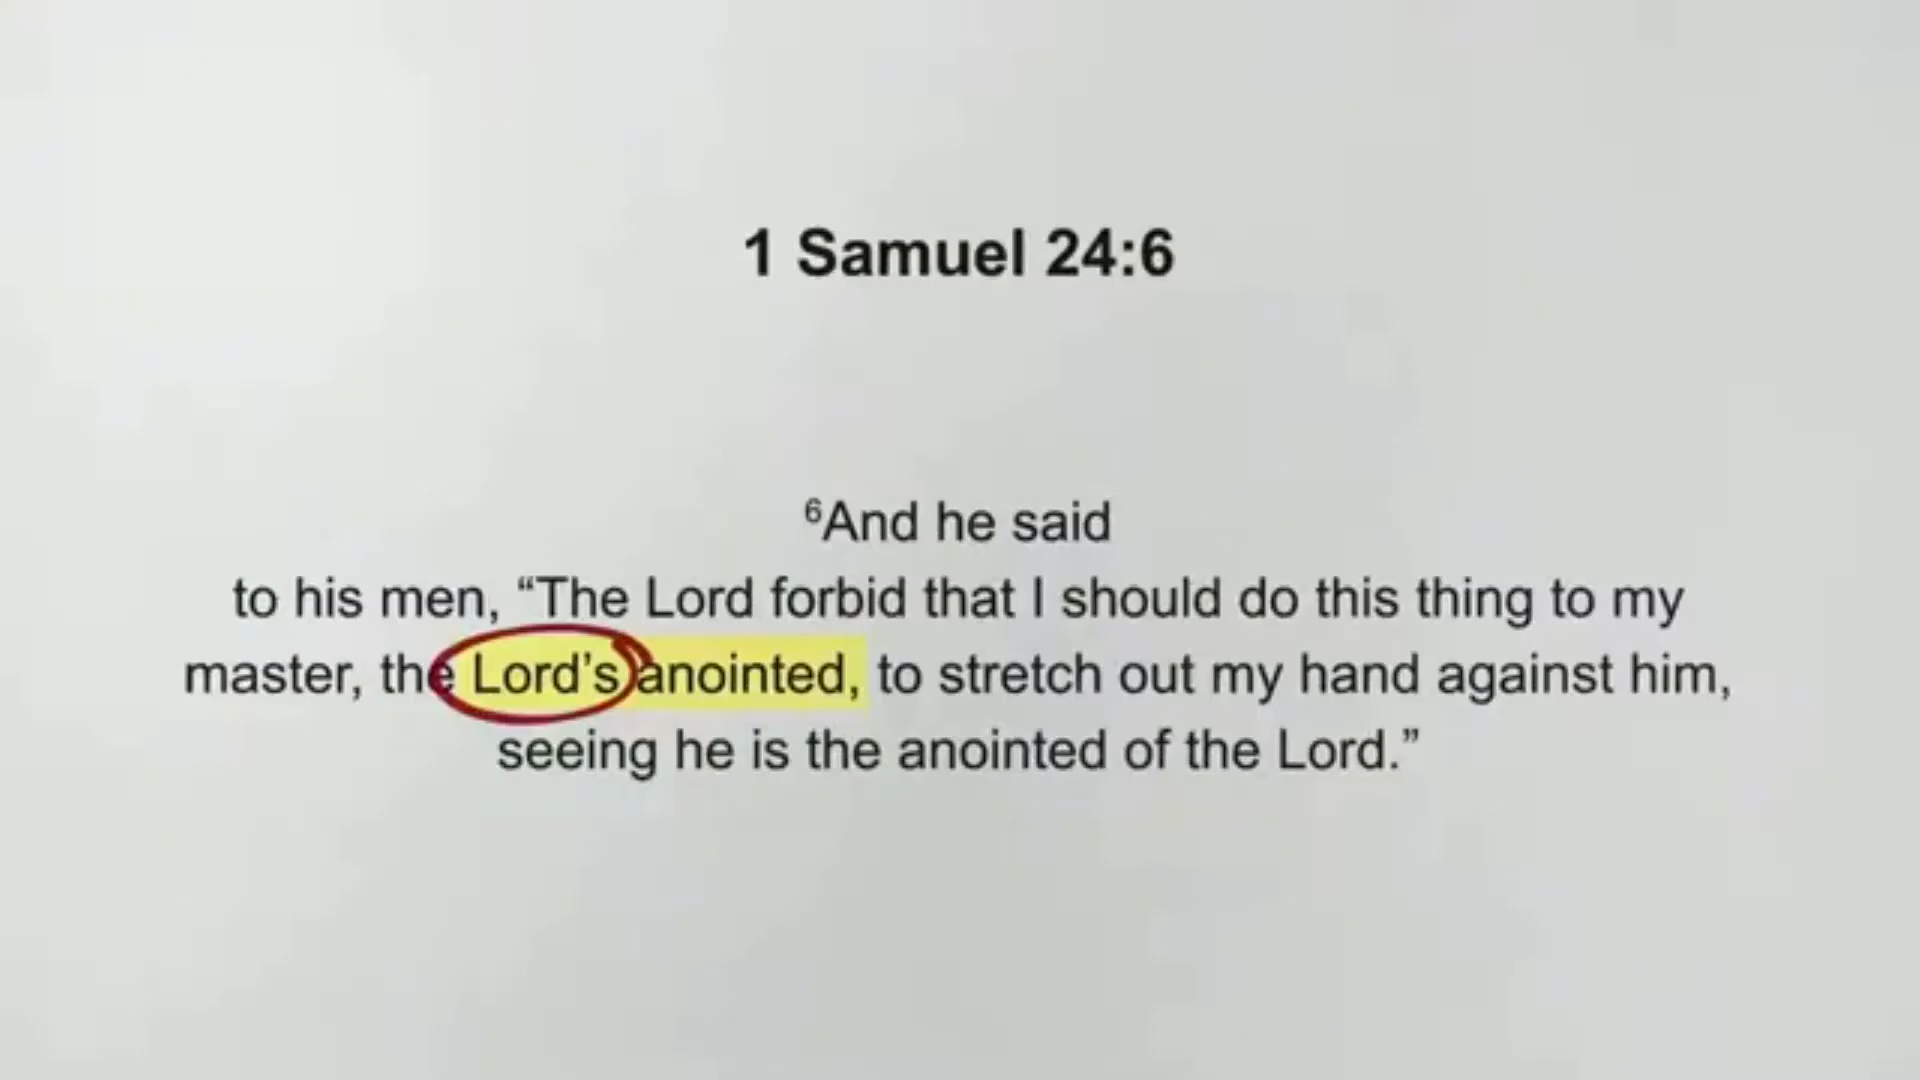 1 Samuel 24:6
⁶And he said
to his men, “The Lord forbid that I should do this thing to my
master, the Lord’s anointed, to stretch out my hand against him,
seeing he is the anointed of the Lord.”